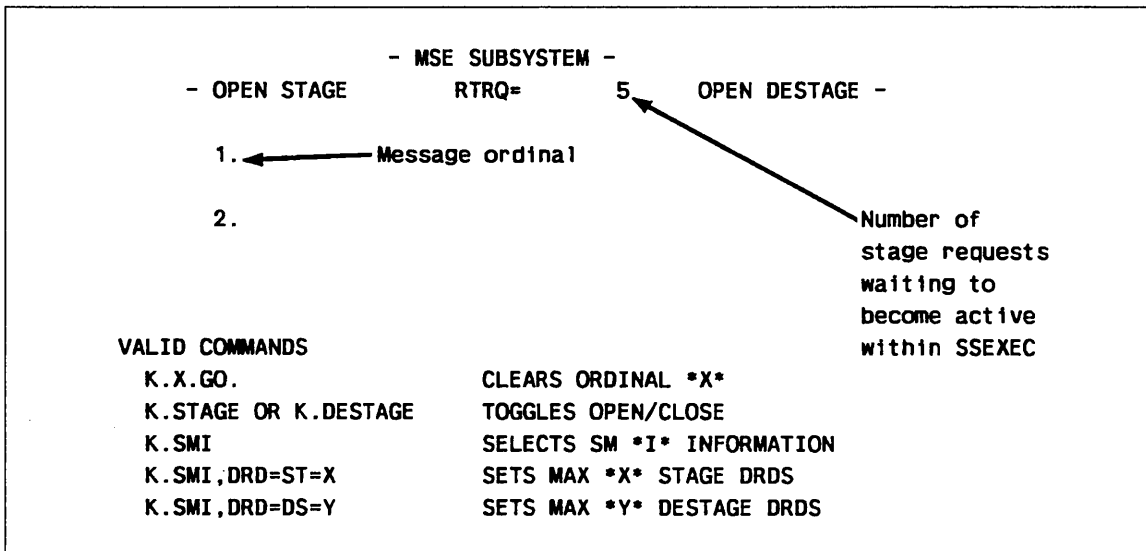 - MSE SUBSYSTEM -
- OPEN STAGE RTRQ= 5 OPEN DESTAGE -
1. Message ordinal
2.
Number of
stage requests
waiting to
become active
within SSEXEC
VALID COMMANDS
K.X.GO. CLEARS ORDINAL *X*
K.STAGE OR K.DESTAGE TOGGLES OPEN/CLOSE
K.SMI SELECTS SM *I* INFORMATION
K.SMI,DRD=ST=X SETS MAX *X* STAGE DRDS
K.SMI,DRD=DS=Y SETS MAX *Y* DESTAGE DRDS